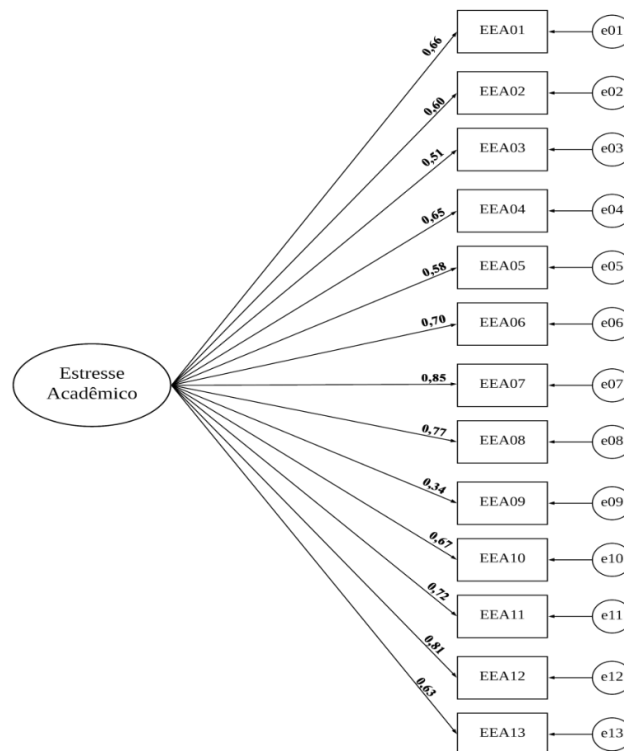 0,66
EEA01
e01
0,60
EEA02
e02
0,51
EEA03
e03
0,65
EEA04
e04
0,58
EEA05
e05
0,70
EEA06
e06
Estresse
Acadêmico
0,85
EEA07
e07
0,77
EEA08
e08
0,34
EEA09
e09
0,67
EEA10
e10
0,72
EEA11
e11
0,81
EEA12
e12
0,63
EEA13
e13